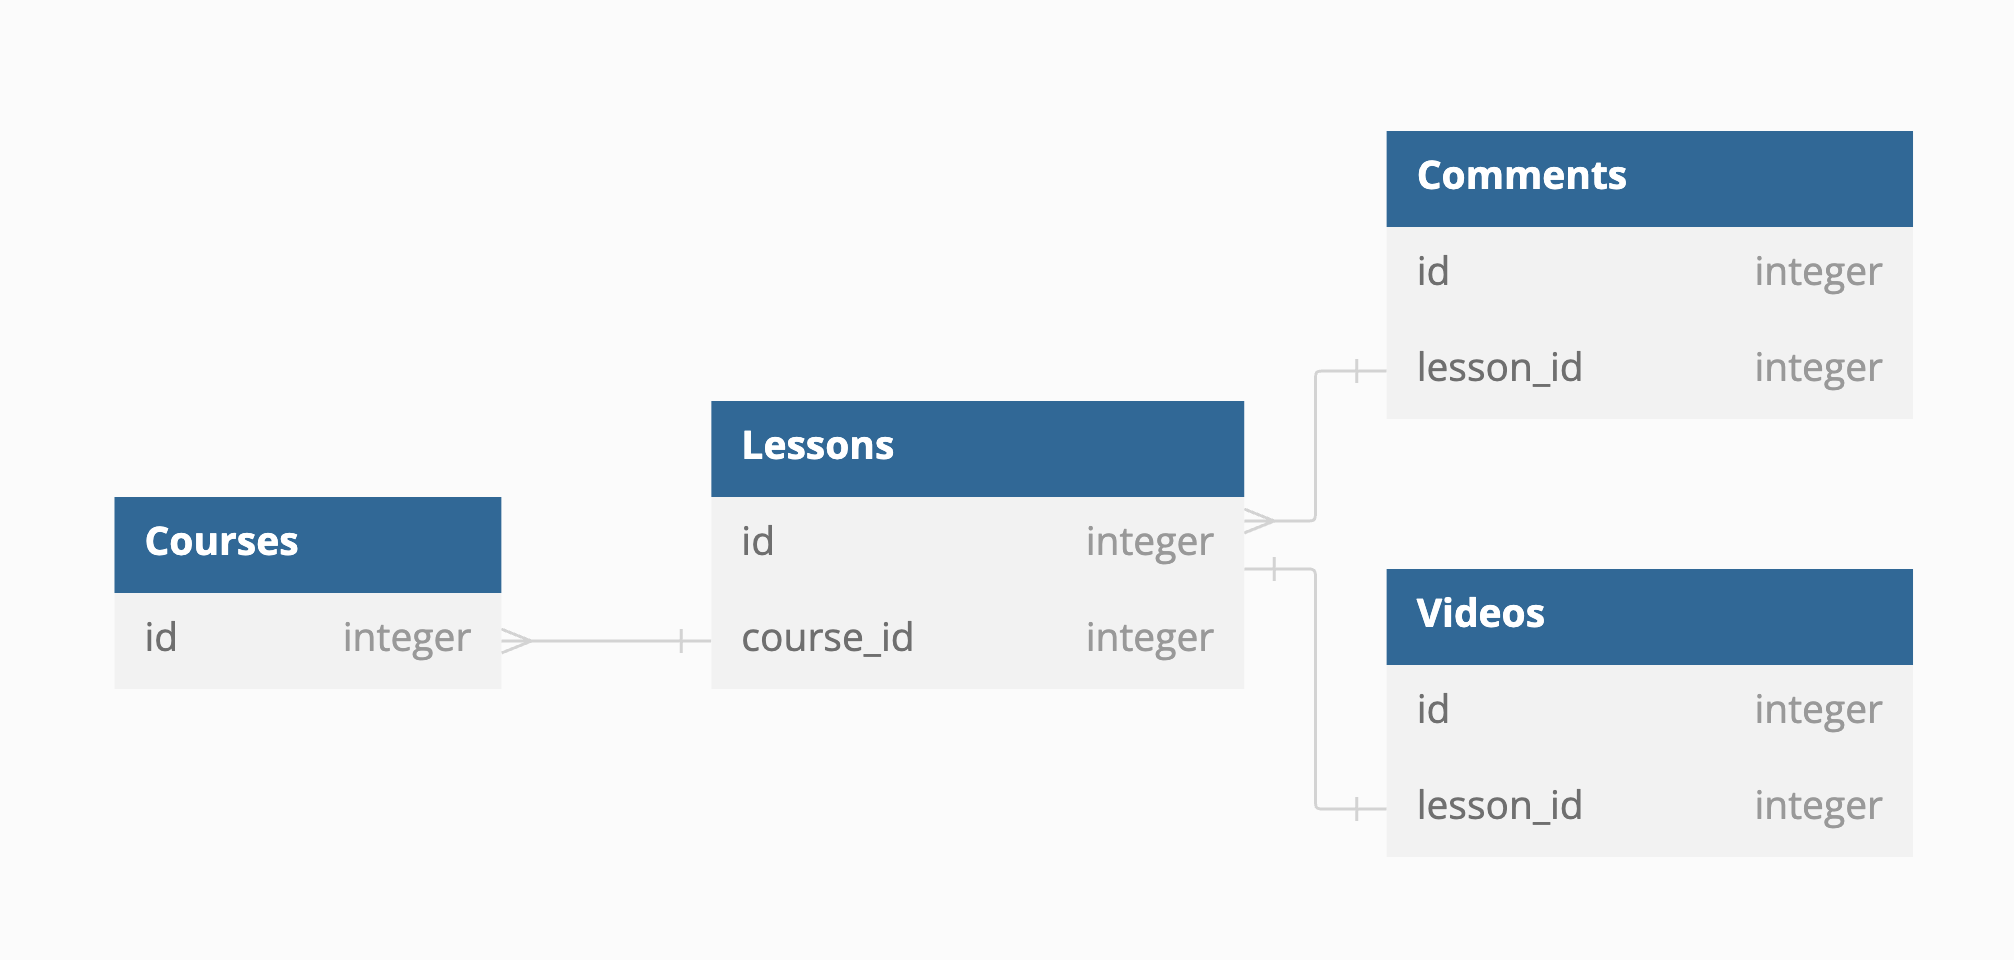 Courses
id integer
Lessons
id integer
course_id integer
Comments
id integer
lesson_id integer
Videos
id integer
lesson_id integer